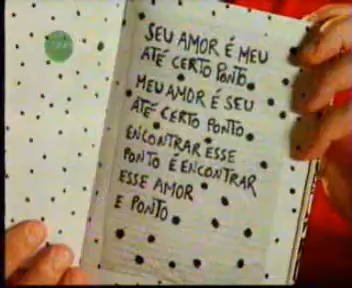 SEU AMOR É MEU
ATÉ CERTO PONTO
MEU AMOR É SEU
ATÉ CERTO PONTO
ENCONTRAR ESSE
PONTO É ENCONTRAR
ESSE AMOR
E PONTO